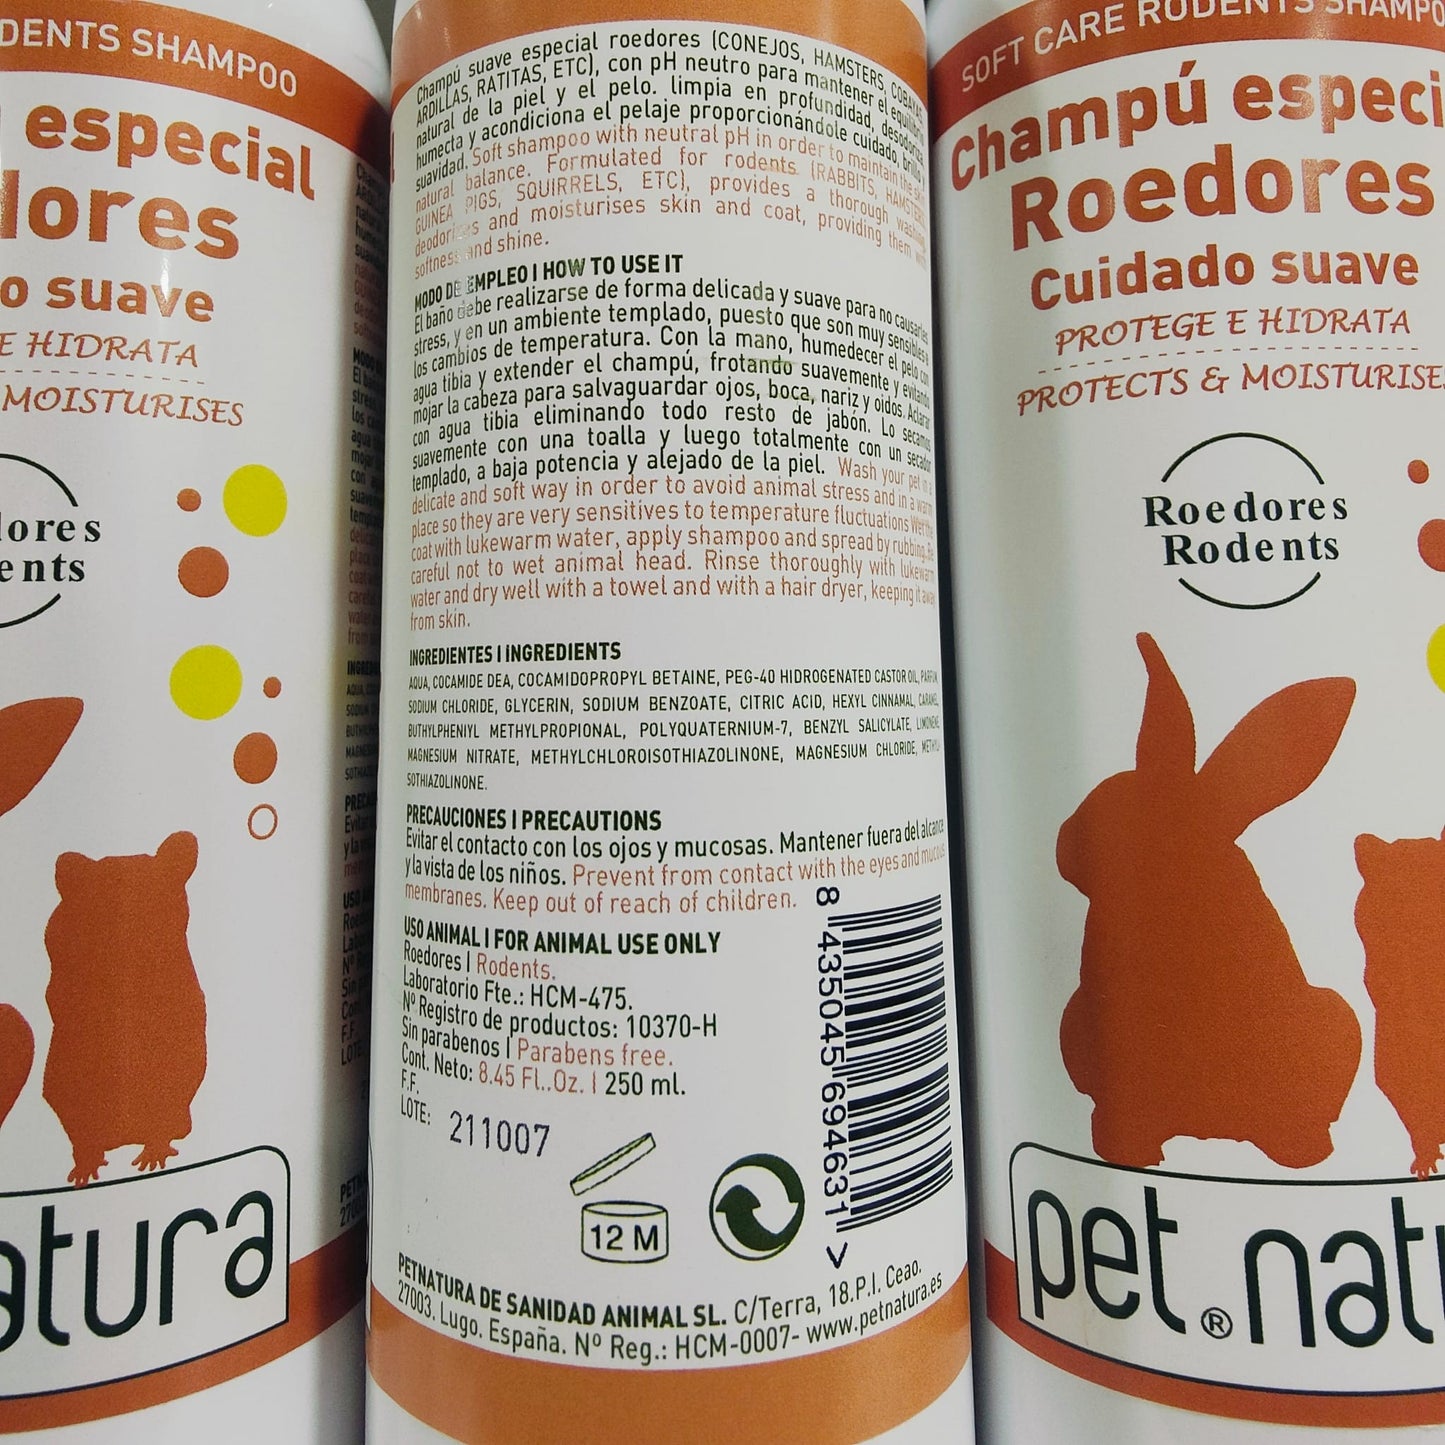 DENTS SHAMPOO
especial
dores
o suave
E HIDRATA
MOISTURISES
dores
ents
atura
Champú suave especial roedores (CONEJOS, HAMSTERS, COBAYAS
ARDILLAS, RATITAS, ETC), con pH neutro para mantener el equilibrio
natural de la piel y el pelo. limpia en profundidad, desodoriza
humecta y acondiciona el pelaje proporcionándole cuidado, brillo y
suavidad. Soft shampoo with neutral pH in order to maintain the skin
natural balance. Formulated for rodents (RABBITS, HAMSTERS
GUINEA PIGS, SQUIRRELS, ETC), provides a thorough washing
deodorizes and moisturises skin and coat, providing them with
softness and shine.
MODO DE EMPLEO I HOW TO USE IT
El baño debe realizarse de forma delicada y suave para no causarles
stress, y en un ambiente templado, puesto que son muy sensibles a
los cambios de temperatura. Con la mano, humedecer el pelo con
agua tibia y extender el champú, frotando suavemente y evitando
mojar la cabeza para salvaguardar ojos, boca, nariz y oidos. Aclarar
con agua tibia eliminando todo resto de jabón. Lo secamos
suavemente con una toalla y luego totalmente con un secador
templado, a baja potencia y alejado de la piel. Wash your pet in a
delicate and soft way in order to avoid animal stress and in a warm
place so they are very sensitives to temperature fluctuations Wet the
coat with lukewarm water, apply shampoo and spread by rubbing. Be
careful not to wet animal head. Rinse thoroughly with lukewarm
water and dry well with a towel and with a hair dryer, keeping it away
from skin.
INGREDIENTES I iNGREDIENTS
AQUA, COCAMIDE DEA, COCAMIDOPROPYL BETAINE, PEG-40 HIDROGENATED CASTOR OIL, PARFUM,
SODIUM CHLORIDE, GLYCERIN, SODIUM BENZOATE, CITRIC ACID, HEXYL CINNAMAL, CARAMEL
BUTHYLPHENIYL METHYLPROPIONAL, POLYQUATERNIUM-7, BENZYL SALICYLATE, LIMONENE
MAGNESIUM NITRATE, METHYLCHLOROISOTHIAZOLINONE, MAGNESIUM CHLORIDE, METHYL-
SOTHIAZOLINONE.
PRECAUCIONES I PRECAUTIONS
Evitar el contacto con los ojos y mucosas. Mantener fuera del alcance
y la vista de los niños. Prevent from contact with the eyes and mucous
membranes. Keep out of reach of children.
USO ANIMAL I FOR ANIMAL USE ONLY
Roedores | Rodents.
Laboratorio Fte.: HCM-475.
Nº Registro de productos: 10370-H
Sin parabenos | Parabens free.
Cont. Neto: 8.45 Fl..Oz. I 250 ml.
F.F.
LOTE: 211007
12 M
8 435045 694631 >
PETNATURA DE SANIDAD ANIMAL SL. C/Terra, 18.P.I. Ceao.
27003. Lugo. España. Nº Reg.: HCM-0007- www.petnatura.es
SOFT CARE RODENTS SHAMPO
Champú especi
Roedores
Cuidado suave
PROTEGE E HIDRATA
PROTECTS & MOISTURISE
Roedores
Rodents
pet natu
®